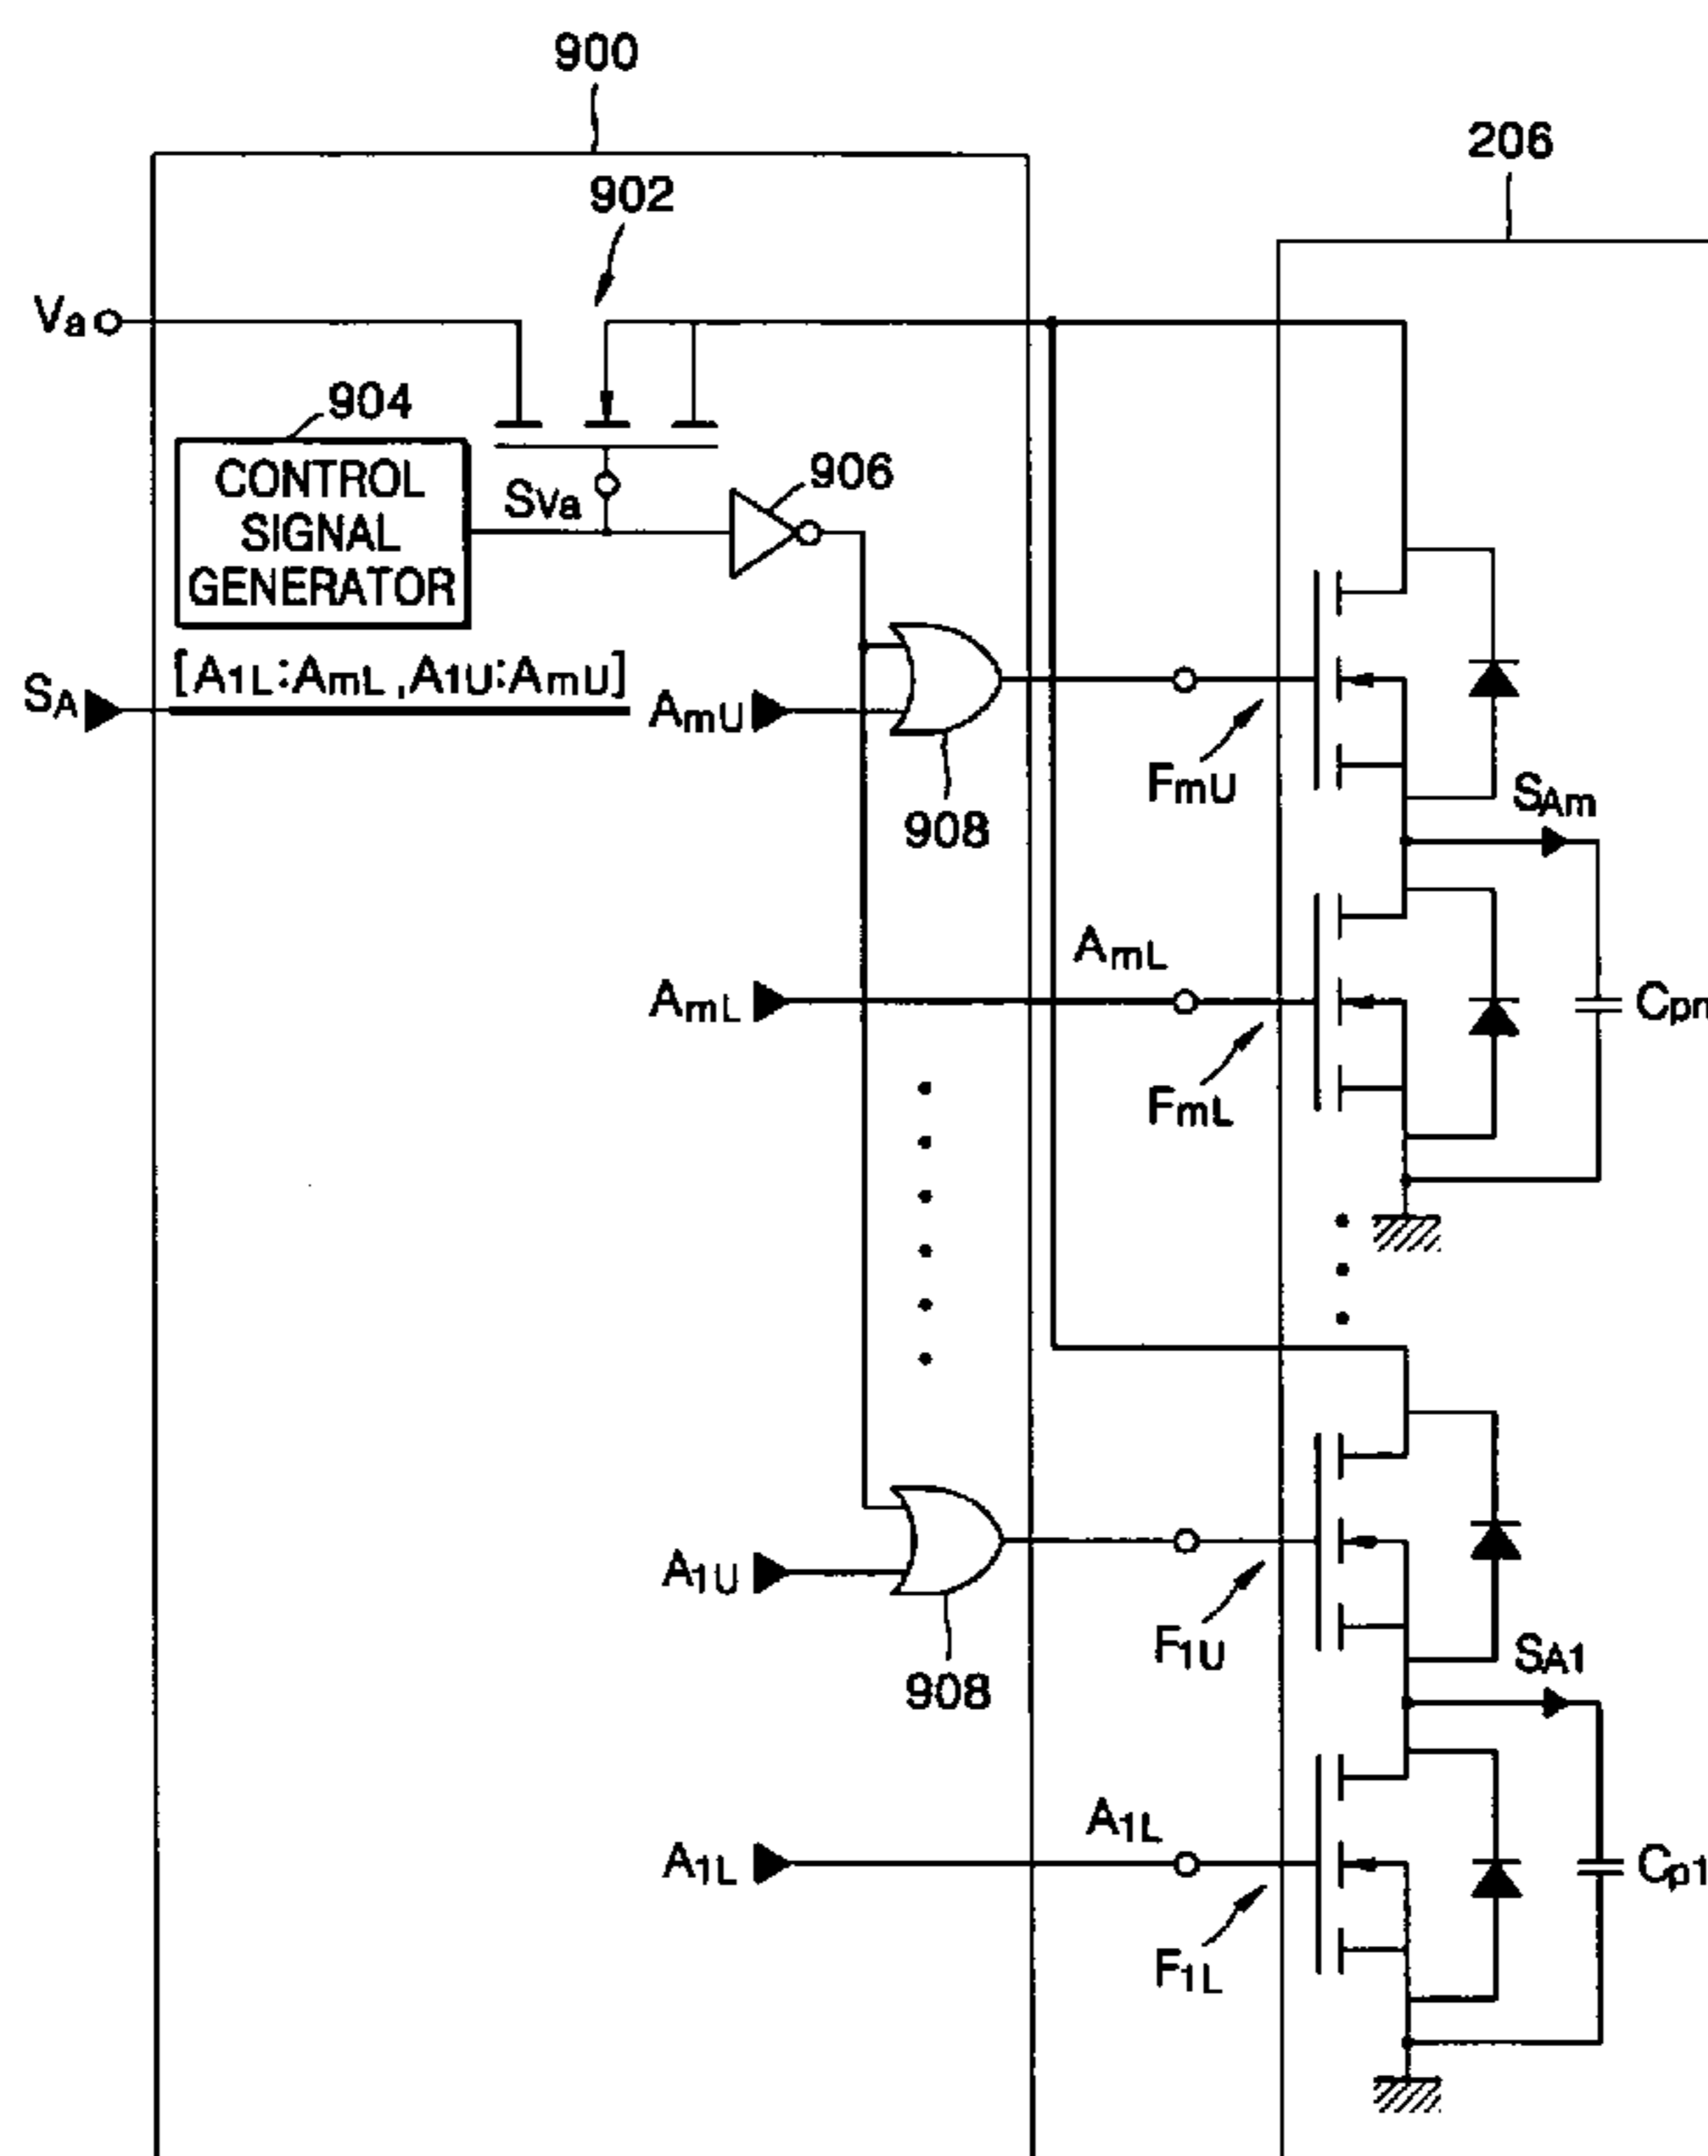 900
206
902
Va
904
CONTROL
SIGNAL
GENERATOR
SVa
906
SA
[A1L:AmL,A1U:AmU]
AmU
FmU
SAm
908
AmL
AmL
FmL
A1U
F1U
SA1
908
A1L
A1L
Cp1
F1L